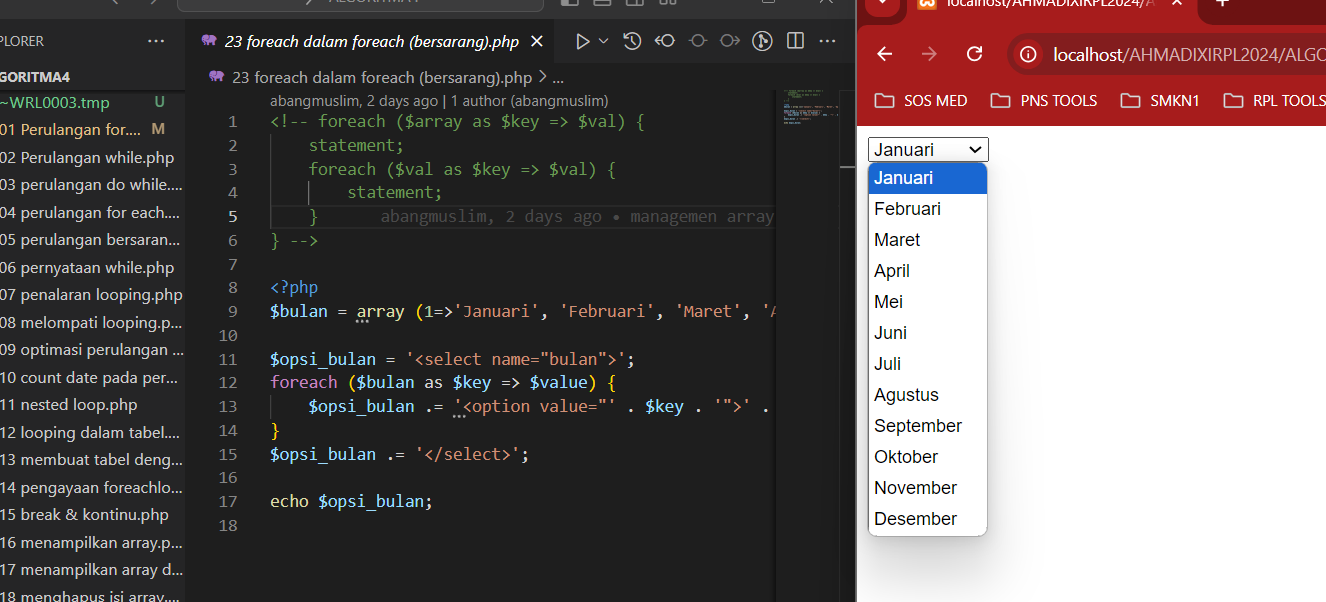 PLORER
GORITMA4
~WRL0003.tmp U
01 Perulangan for.... M
02 Perulangan while.php
03 perulangan do while....
04 perulangan for each....
05 perulangan bersaran...
06 pernyataan while.php
07 penalaran looping.php
08 melompati looping.p...
09 optimasi perulangan ...
10 count date pada per...
11 nested loop.php
12 looping dalam tabel....
13 membuat tabel deng...
14 pengayaan foreachlo...
15 break & kontinu.php
16 menampilkan array.p...
17 menampilkan array d...
18 menghapus isi array....
23 foreach dalam foreach (bersarang).php
23 foreach dalam foreach (bersarang).php > ...
abangmuslim, 2 days ago | 1 author (abangmuslim)
1 <!-- foreach ($array as $key => $val) {
2 statement;
3 foreach ($val as $key => $val) {
4 statement;
5 } abangmuslim, 2 days ago • managemen array
6 } -->
7
8 <?php
9 $bulan = array (1=>'Januari', 'Februari', 'Maret', 'A
10
11 $opsi_bulan = '<select name="bulan">';
12 foreach ($bulan as $key => $value) {
13 $opsi_bulan .= '<option value="' . $key . '">' .
14 }
15 $opsi_bulan .= '</select>';
16
17 echo $opsi_bulan;
18
localhost/AHMADIXIRPL2024/A
localhost/AHMADIXIRPL2024/ALGO
SOS MED
PNS TOOLS
SMKN1
RPL TOOLS
Januari
Januari
Februari
Maret
April
Mei
Juni
Juli
Agustus
September
Oktober
November
Desember